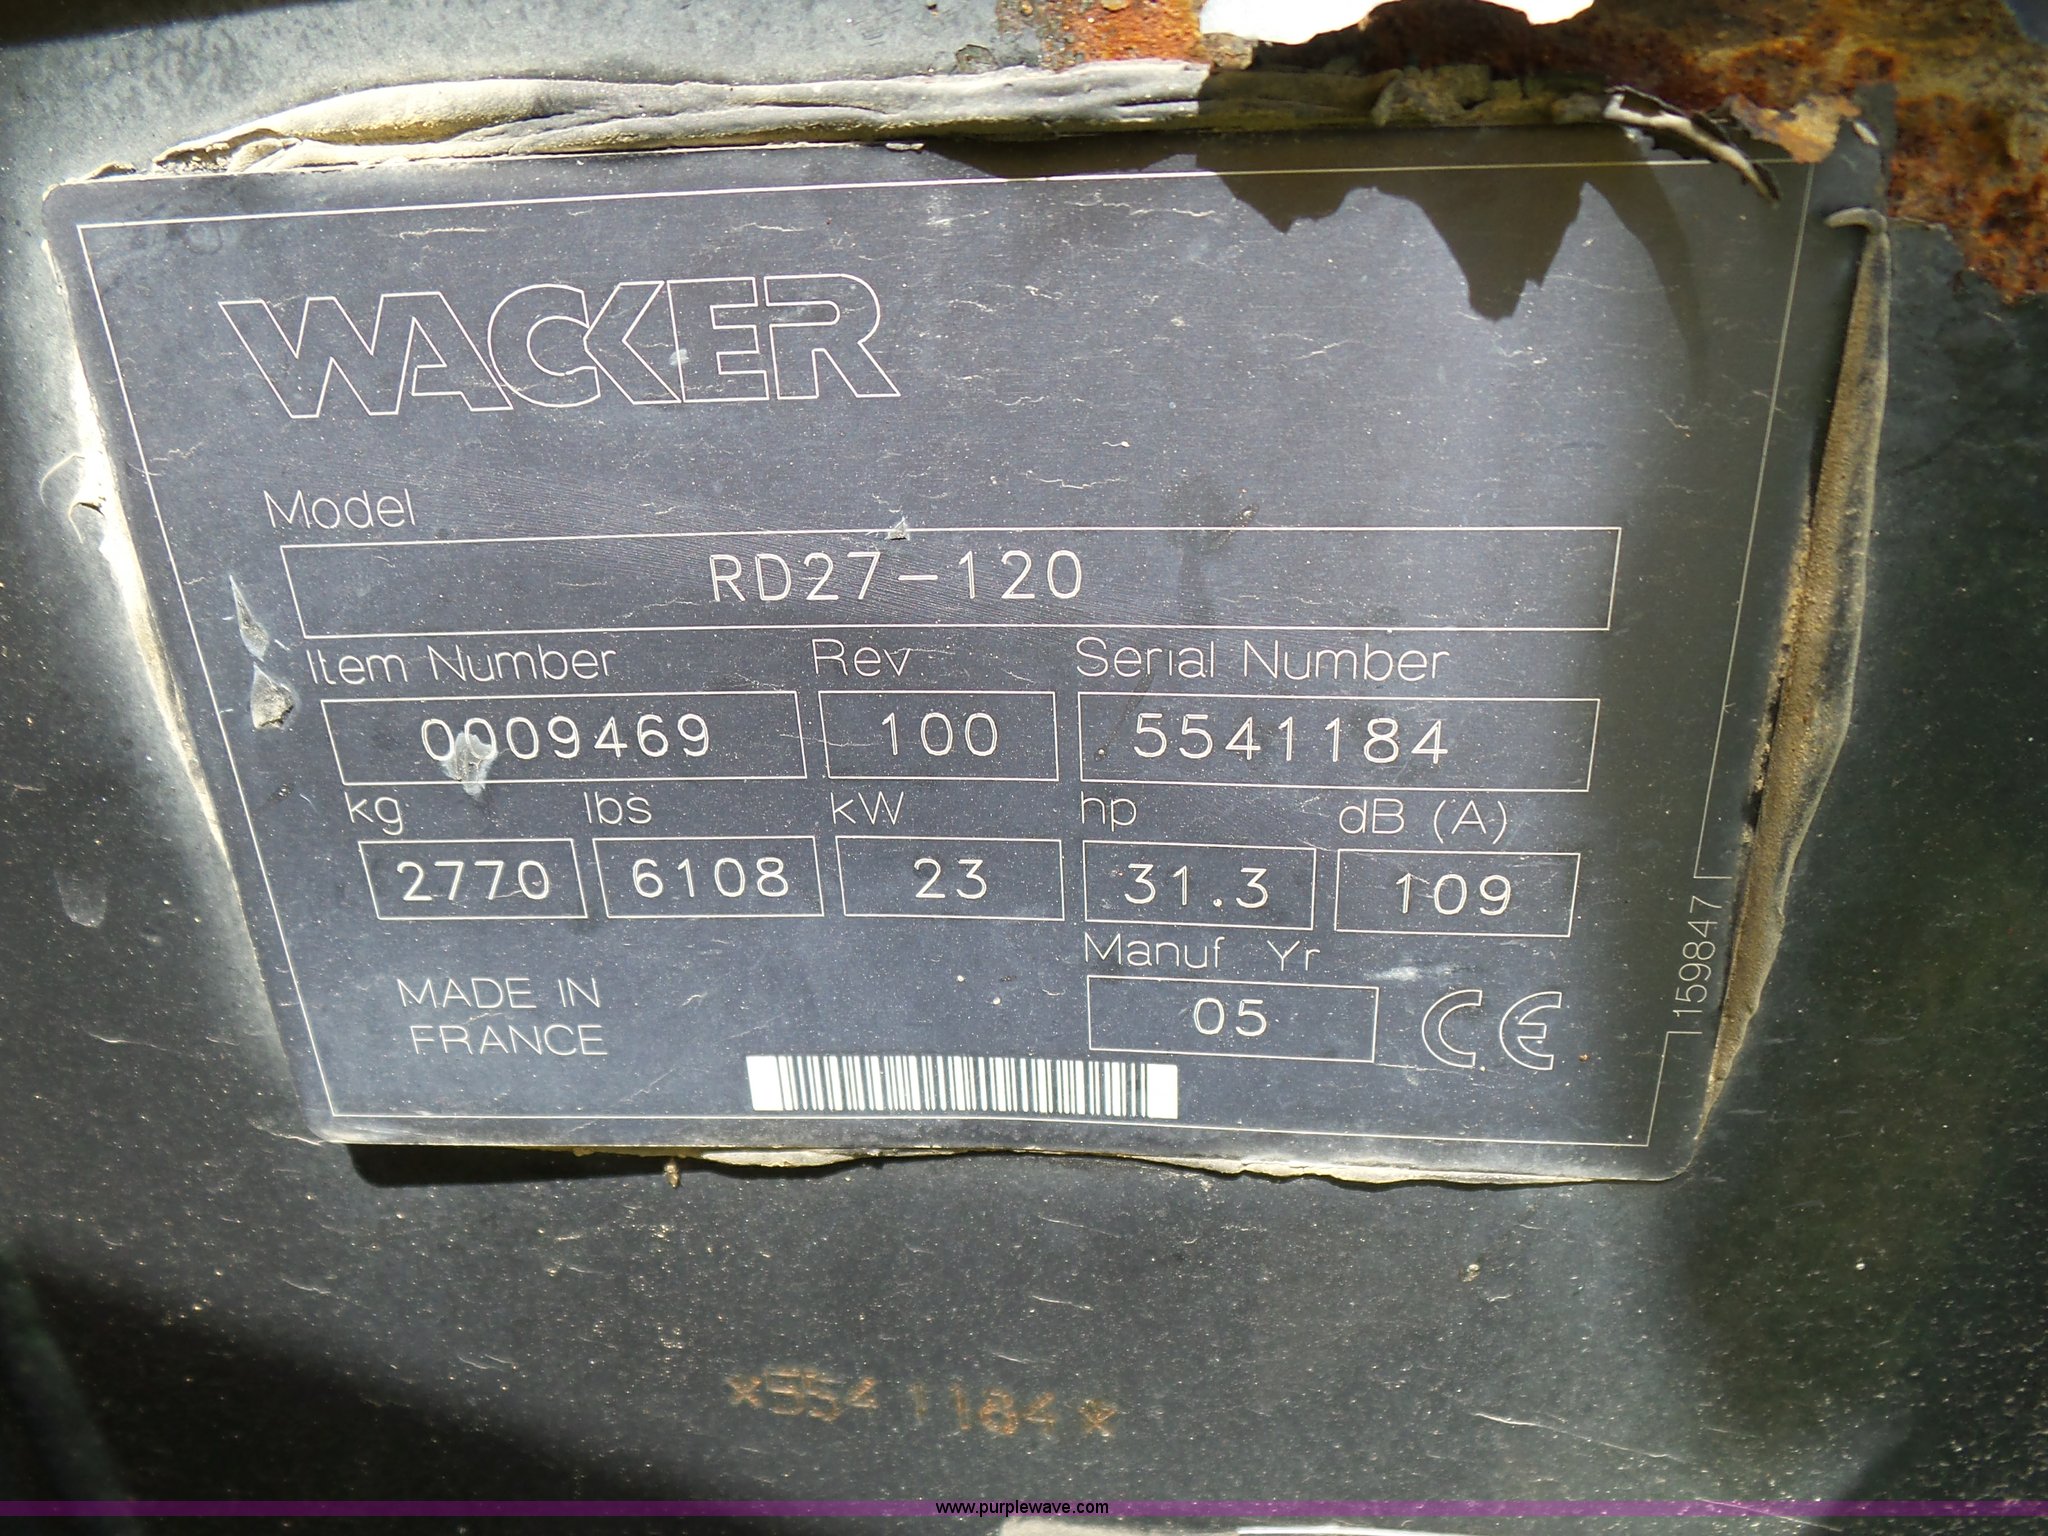 WACKER
Model
RD27-120
Item Number Rev. Serial Number
0009469 100 5541184
kg lbs kW hp dB (A)
2770 6108 23 31.3 109
Manuf Yr
05
MADE IN
FRANCE
CE
159847
*5541184*
www.purplewave.com